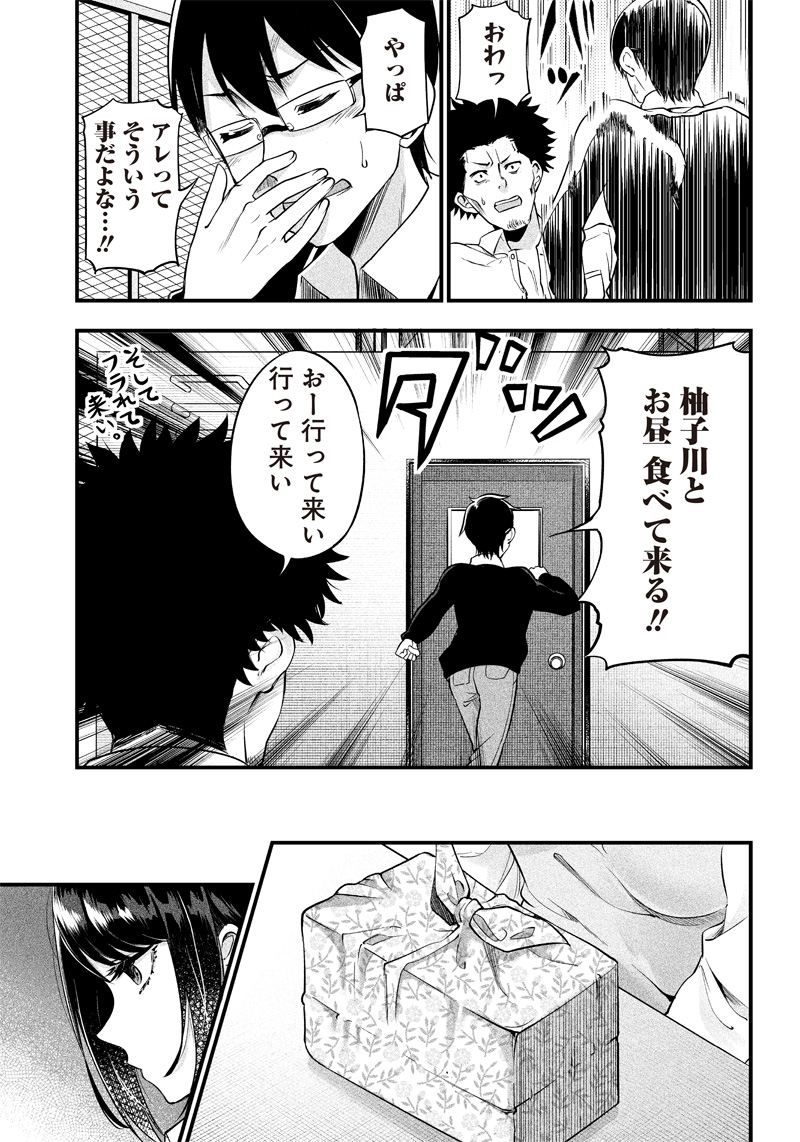 バッ
おわっ
やっぱ
アレって
そういう
事だよな…!!
柚子川と
お昼 食べて来る!!
ダッ
おー行って来い
行って来い
そして
フラれて
来い。